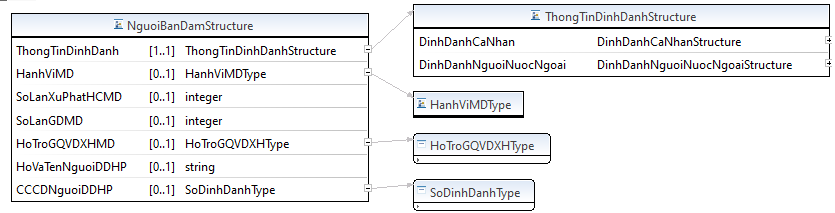 NguoiBanDamStructure
ThongTinDinhDanh [1..1] ThongTinDinhDanhStructure
HanhViMD [0..1] HanhViMDType
SoLanXuPhatHCMD [0..1] integer
SoLanGDMD [0..1] integer
HoTroGQVDXHMD [0..1] HoTroGQVDXHType
HoVaTenNguoiDDHP [0..1] string
CCCDNguoiDDHP [0..1] SoDinhDanhType
ThongTinDinhDanhStructure
DinhDanhCaNhan DinhDanhCaNhanStructure
DinhDanhNguoiNuocNgoai DinhDanhNguoiNuocNgoaiStructure
HanhViMDType
HoTroGQVDXHType
SoDinhDanhType